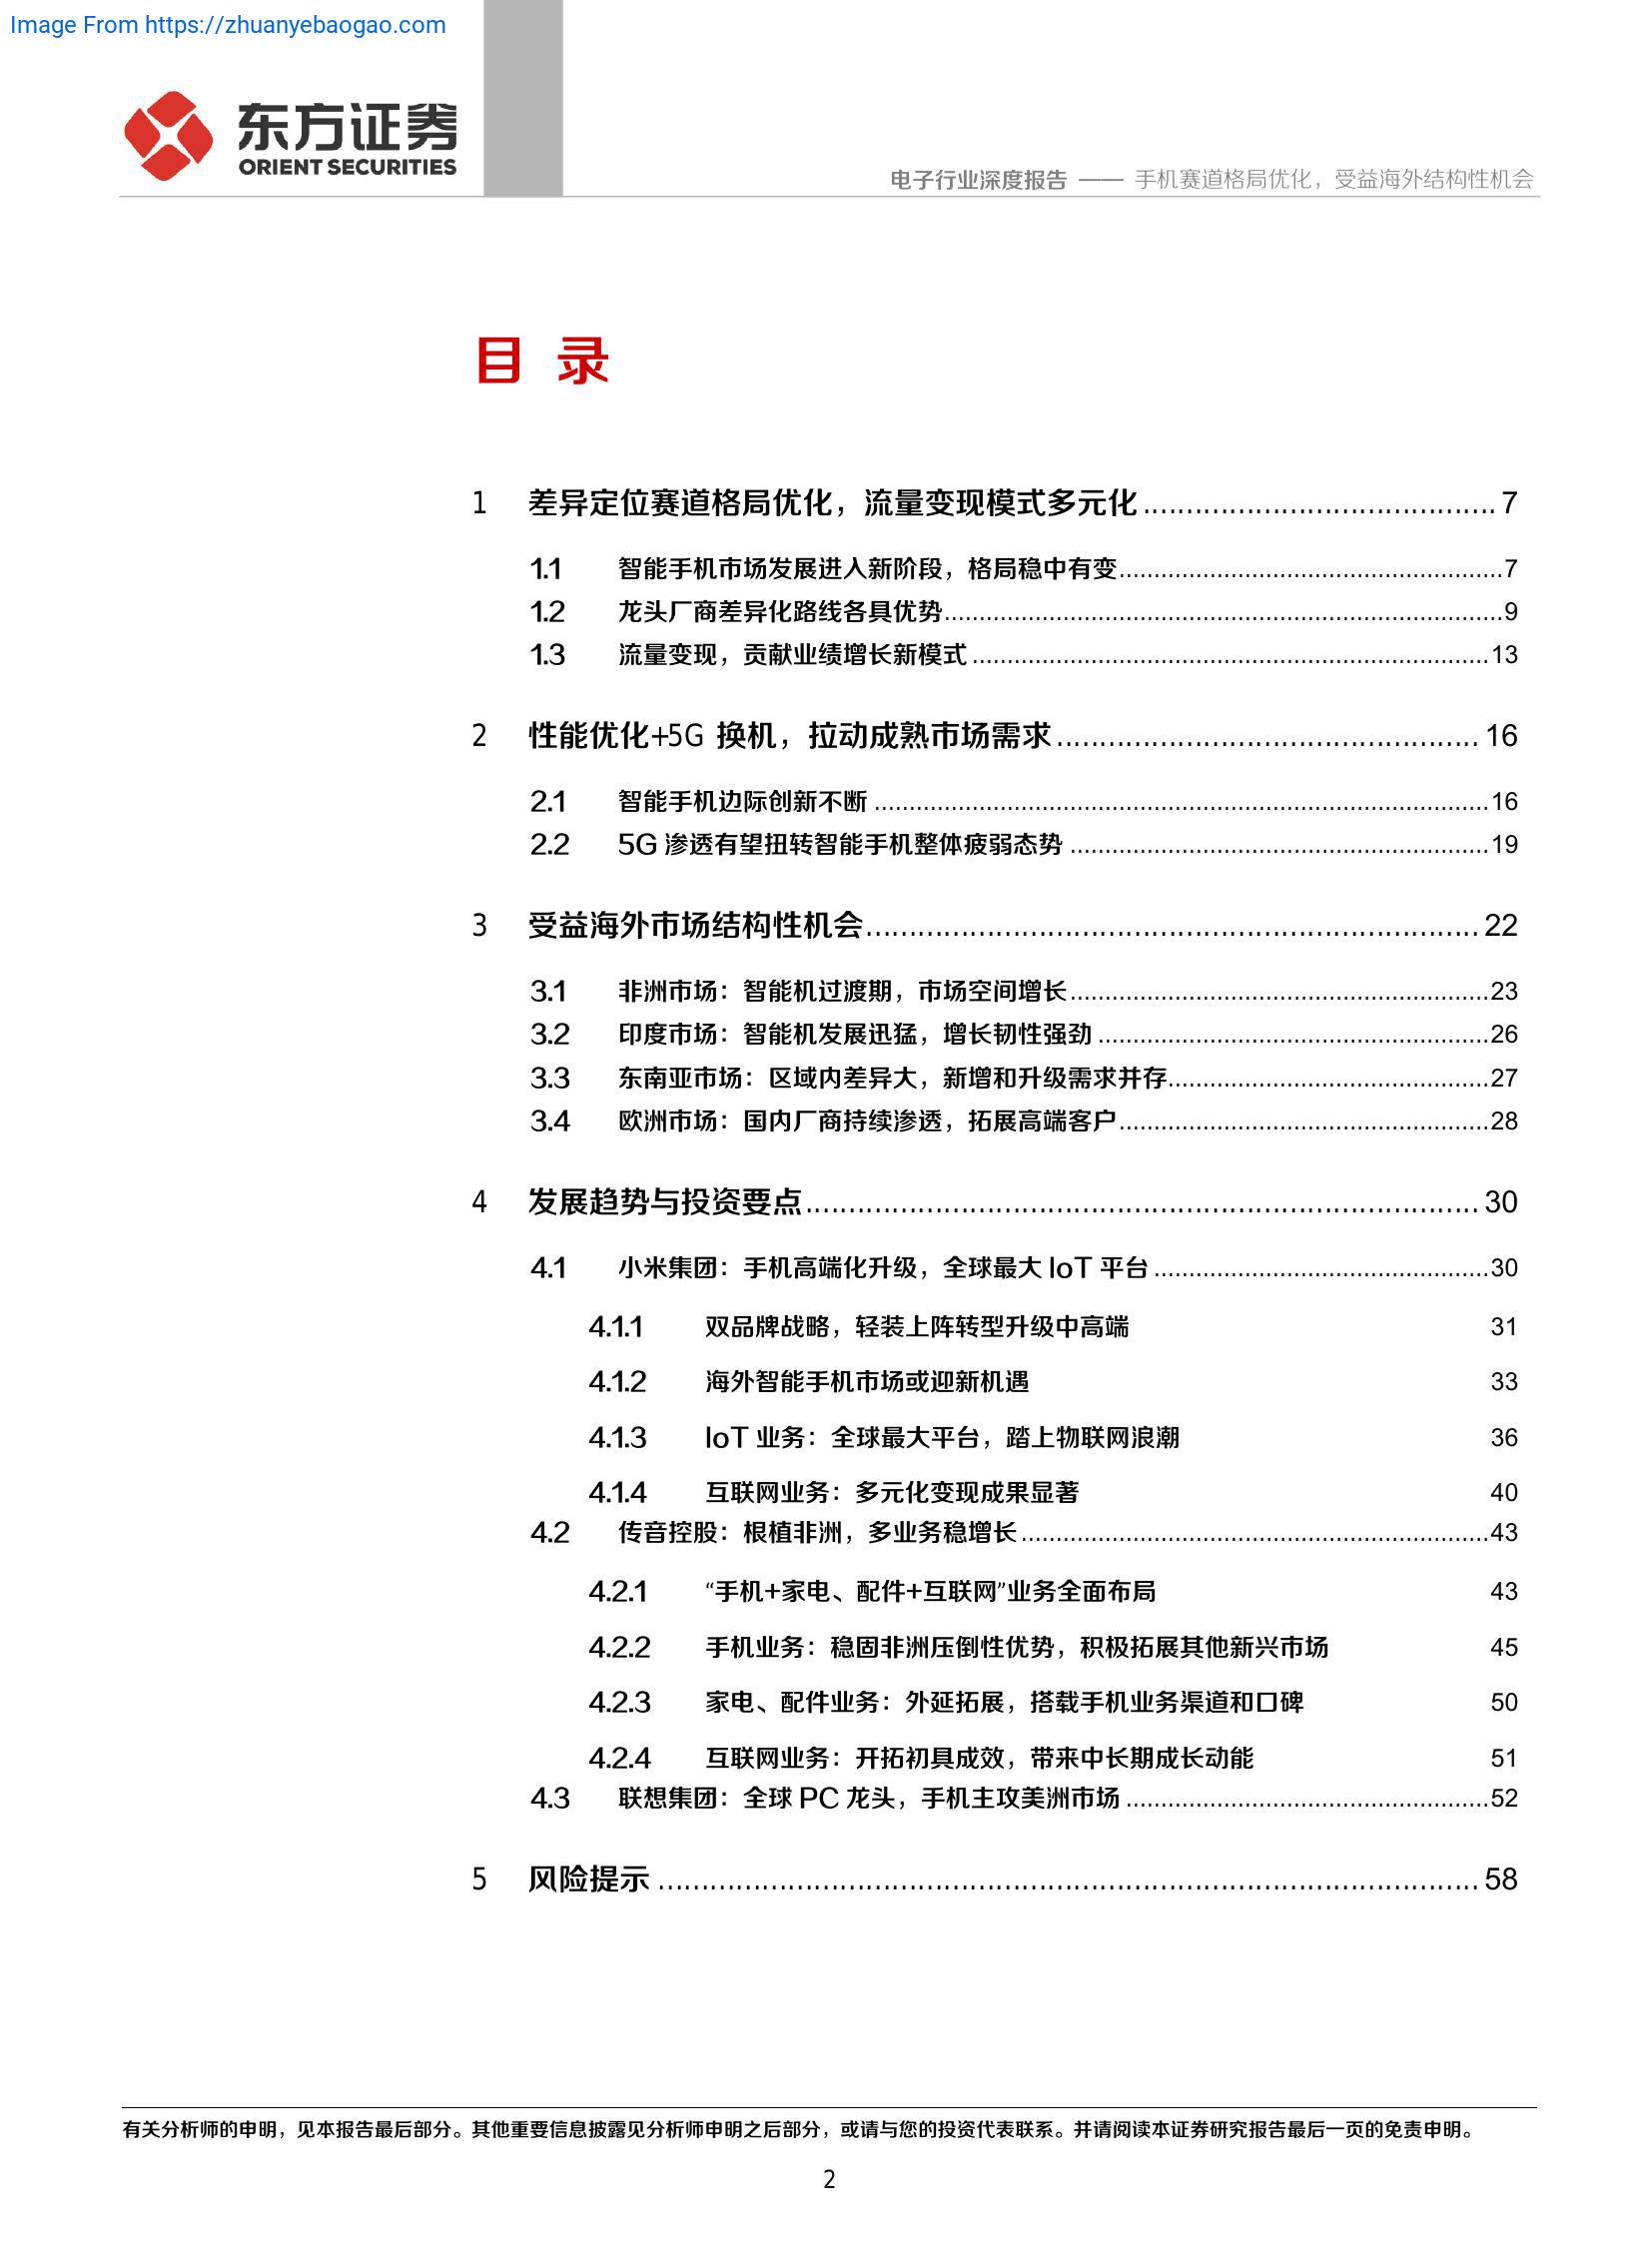 Image From https://zhuanyebaogao.com
东方证券
ORIENT SECURITIES
电子行业深度报告 —— 手机赛道格局优化，受益海外结构性机会
目 录
1 差异定位赛道格局优化，流量变现模式多元化........................................ 7
1.1 智能手机市场发展进入新阶段，格局稳中有变.......................................................7
1.2 龙头厂商差异化路线各具优势................................................................................9
1.3 流量变现，贡献业绩增长新模式..........................................................................13
2 性能优化+5G 换机，拉动成熟市场需求................................................ 16
2.1 智能手机边际创新不断........................................................................................16
2.2 5G 渗透有望扭转智能手机整体疲弱态势............................................................19
3 受益海外市场结构性机会...................................................................... 22
3.1 非洲市场：智能机过渡期，市场空间增长............................................................23
3.2 印度市场：智能机发展迅猛，增长韧性强劲........................................................26
3.3 东南亚市场：区域内差异大，新增和升级需求并存..............................................27
3.4 欧洲市场：国内厂商持续渗透，拓展高端客户.....................................................28
4 发展趋势与投资要点............................................................................. 30
4.1 小米集团：手机高端化升级，全球最大 IoT 平台................................................30
4.1.1 双品牌战略，轻装上阵转型升级中高端 31
4.1.2 海外智能手机市场或迎新机遇 33
4.1.3 IoT 业务：全球最大平台，踏上物联网浪潮 36
4.1.4 互联网业务：多元化变现成果显著 40
4.2 传音控股：根植非洲，多业务稳增长...................................................................43
4.2.1 “手机+家电、配件+互联网”业务全面布局 43
4.2.2 手机业务：稳固非洲压倒性优势，积极拓展其他新兴市场 45
4.2.3 家电、配件业务：外延拓展，搭载手机业务渠道和口碑 50
4.2.4 互联网业务：开拓初具成效，带来中长期成长动能 51
4.3 联想集团：全球 PC 龙头，手机主攻美洲市场....................................................52
5 风险提示............................................................................................... 58
有关分析师的申明，见本报告最后部分。其他重要信息披露见分析师申明之后部分，或请与您的投资代表联系。并请阅读本证券研究报告最后一页的免责申明。
2